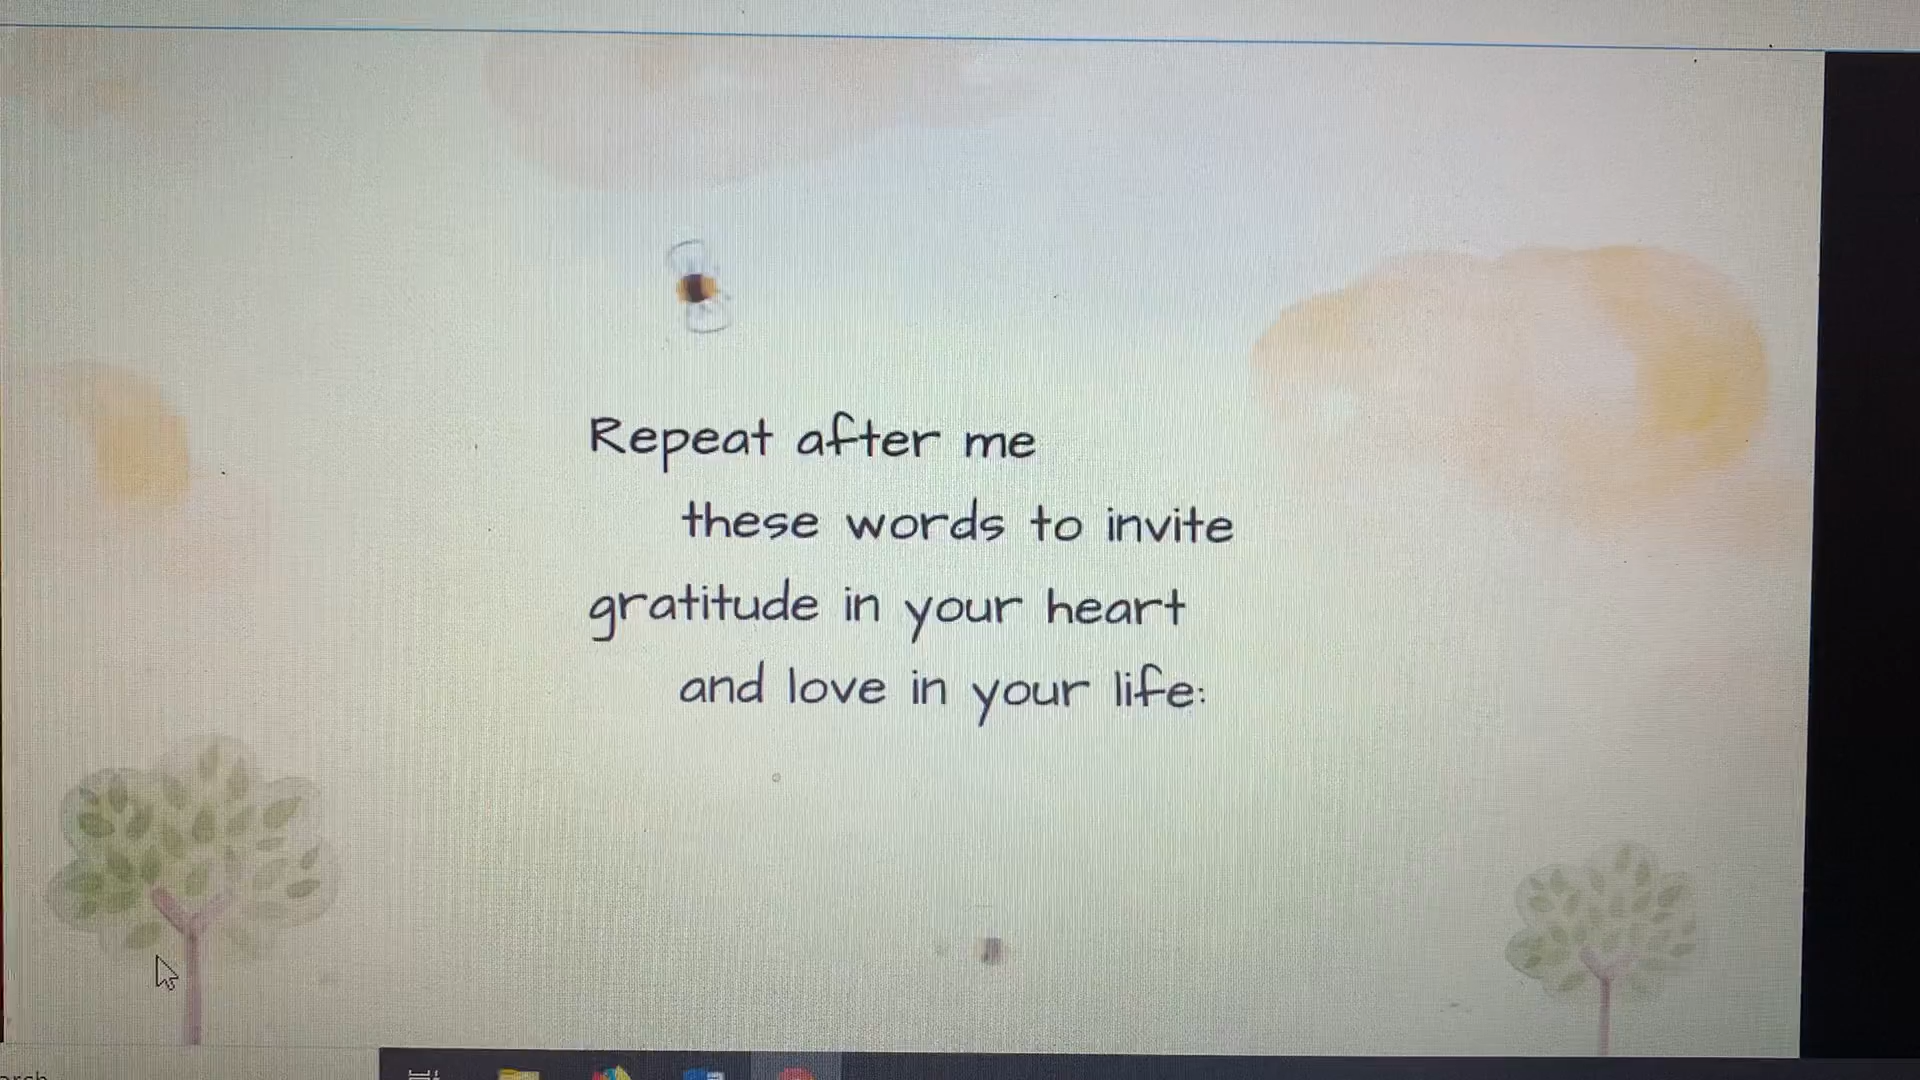 Repeat after me
these words to invite
gratitude in your heart
and love in your life: